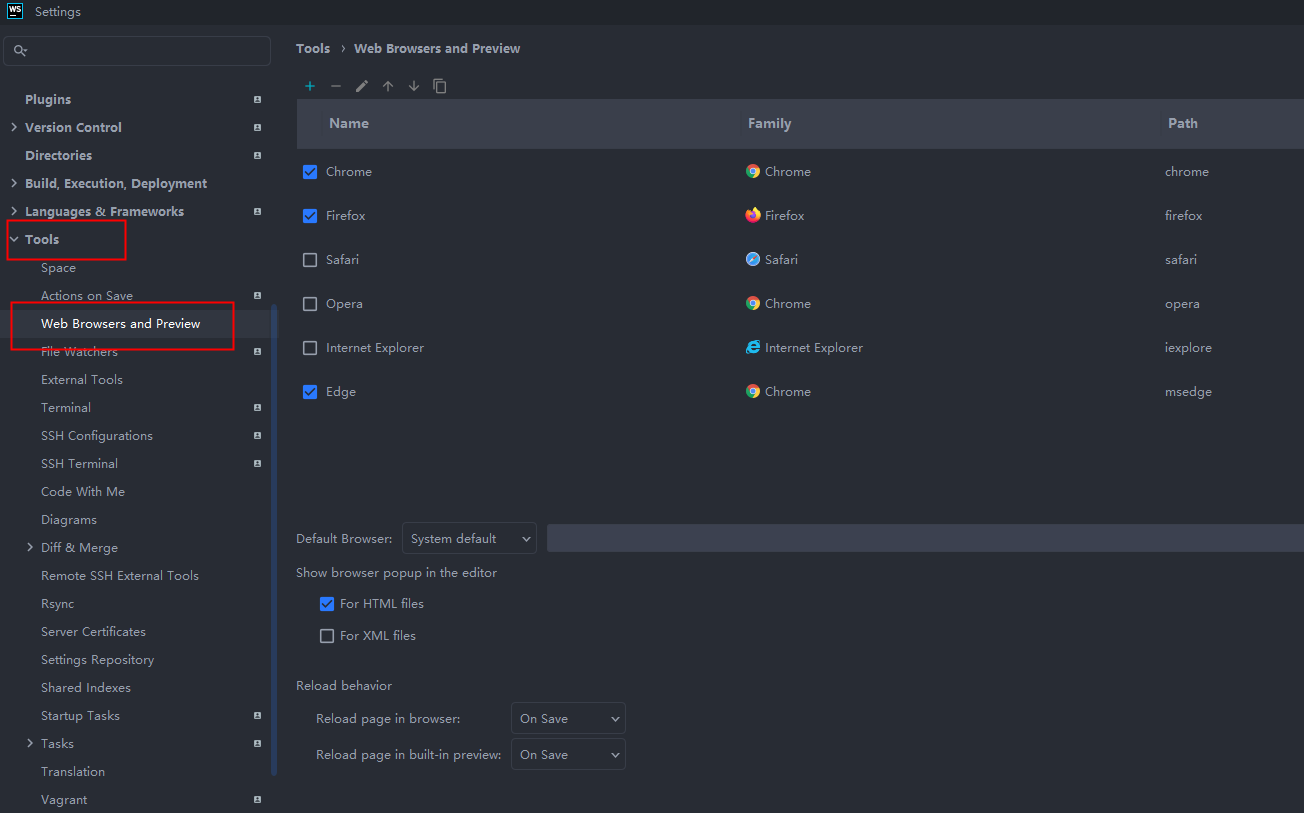 WS Settings
Tools › Web Browsers and Preview
Plugins
Version Control
Directories
Build, Execution, Deployment
Languages & Frameworks
Tools
Space
Actions on Save
Web Browsers and Preview
File Watchers
External Tools
Terminal
SSH Configurations
SSH Terminal
Code With Me
Diagrams
Diff & Merge
Remote SSH External Tools
Rsync
Server Certificates
Settings Repository
Shared Indexes
Startup Tasks
Tasks
Translation
Vagrant
Name Family Path
Chrome Chrome chrome
Firefox Firefox firefox
Safari Safari safari
Opera Chrome opera
Internet Explorer Internet Explorer iexplore
Edge Chrome msedge
Default Browser: System default
Show browser popup in the editor
For HTML files
For XML files
Reload behavior
Reload page in browser: On Save
Reload page in built-in preview: On Save